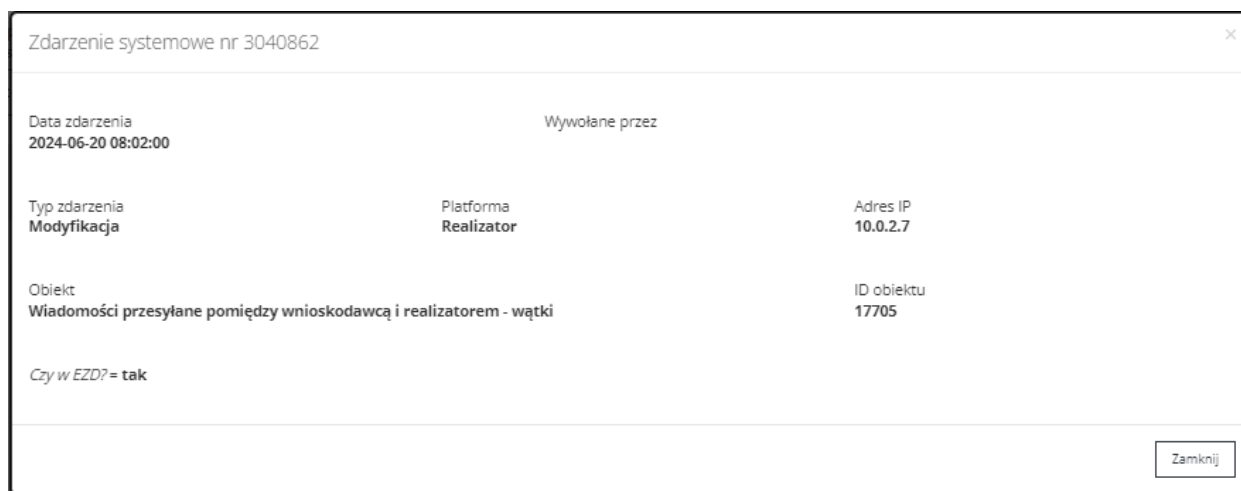 Zdarzenie systemowe nr 3040862
×
Data zdarzenia
2024-06-20 08:02:00
Wywołane przez
Typ zdarzenia
Modyfikacja
Platforma
Realizator
Adres IP
10.0.2.7
Obiekt
Wiadomości przesyłane pomiędzy wnioskodawcą i realizatorem - wątki
ID obiektu
17705
Czy w EZD? = tak
Zamknij